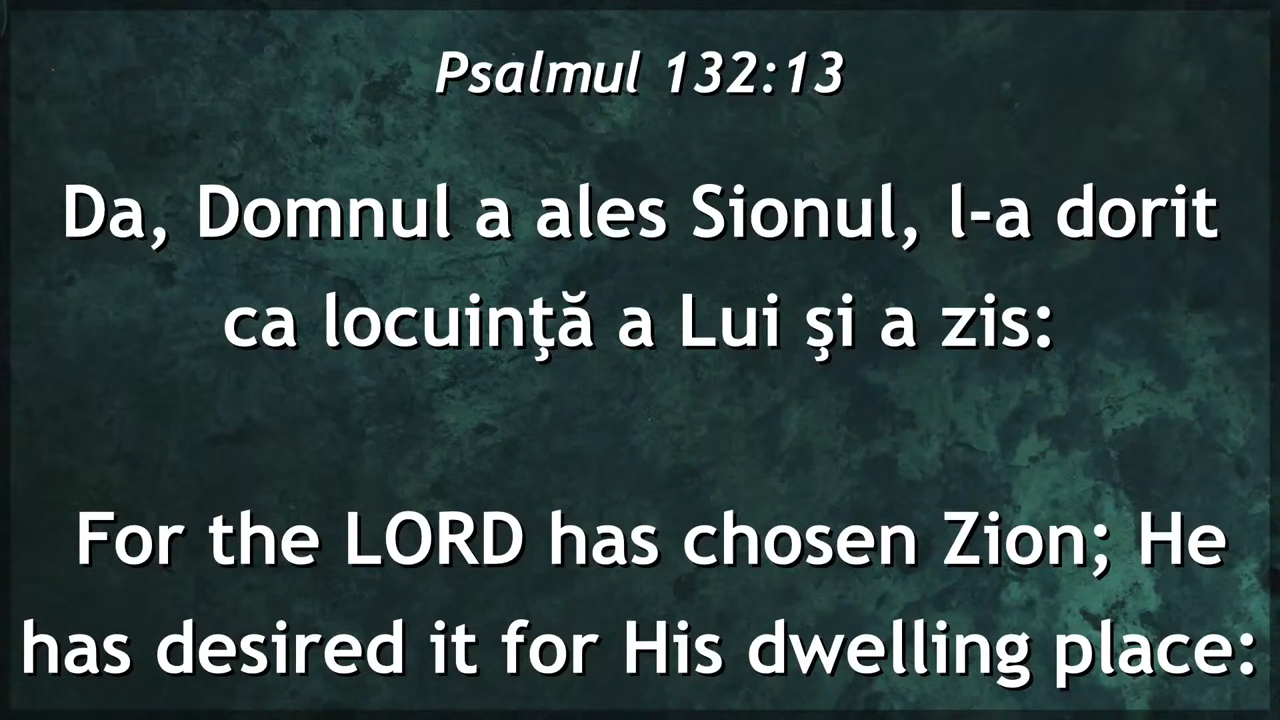 Psalmul 132:13
Da, Domnul a ales Sionul, l-a dorit
ca locuinţă a Lui şi a zis:
For the LORD has chosen Zion; He
has desired it for His dwelling place: